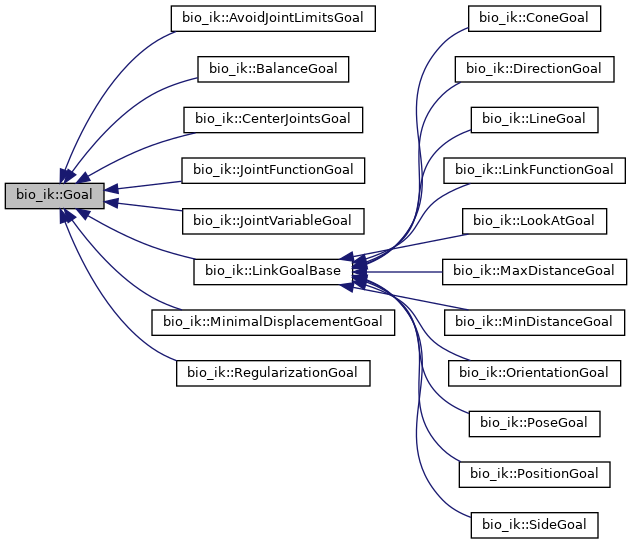 bio_ik::Goal
bio_ik::AvoidJointLimitsGoal
bio_ik::BalanceGoal
bio_ik::CenterJointsGoal
bio_ik::JointFunctionGoal
bio_ik::JointVariableGoal
bio_ik::LinkGoalBase
bio_ik::MinimalDisplacementGoal
bio_ik::RegularizationGoal
bio_ik::ConeGoal
bio_ik::DirectionGoal
bio_ik::LineGoal
bio_ik::LinkFunctionGoal
bio_ik::LookAtGoal
bio_ik::MaxDistanceGoal
bio_ik::MinDistanceGoal
bio_ik::OrientationGoal
bio_ik::PoseGoal
bio_ik::PositionGoal
bio_ik::SideGoal